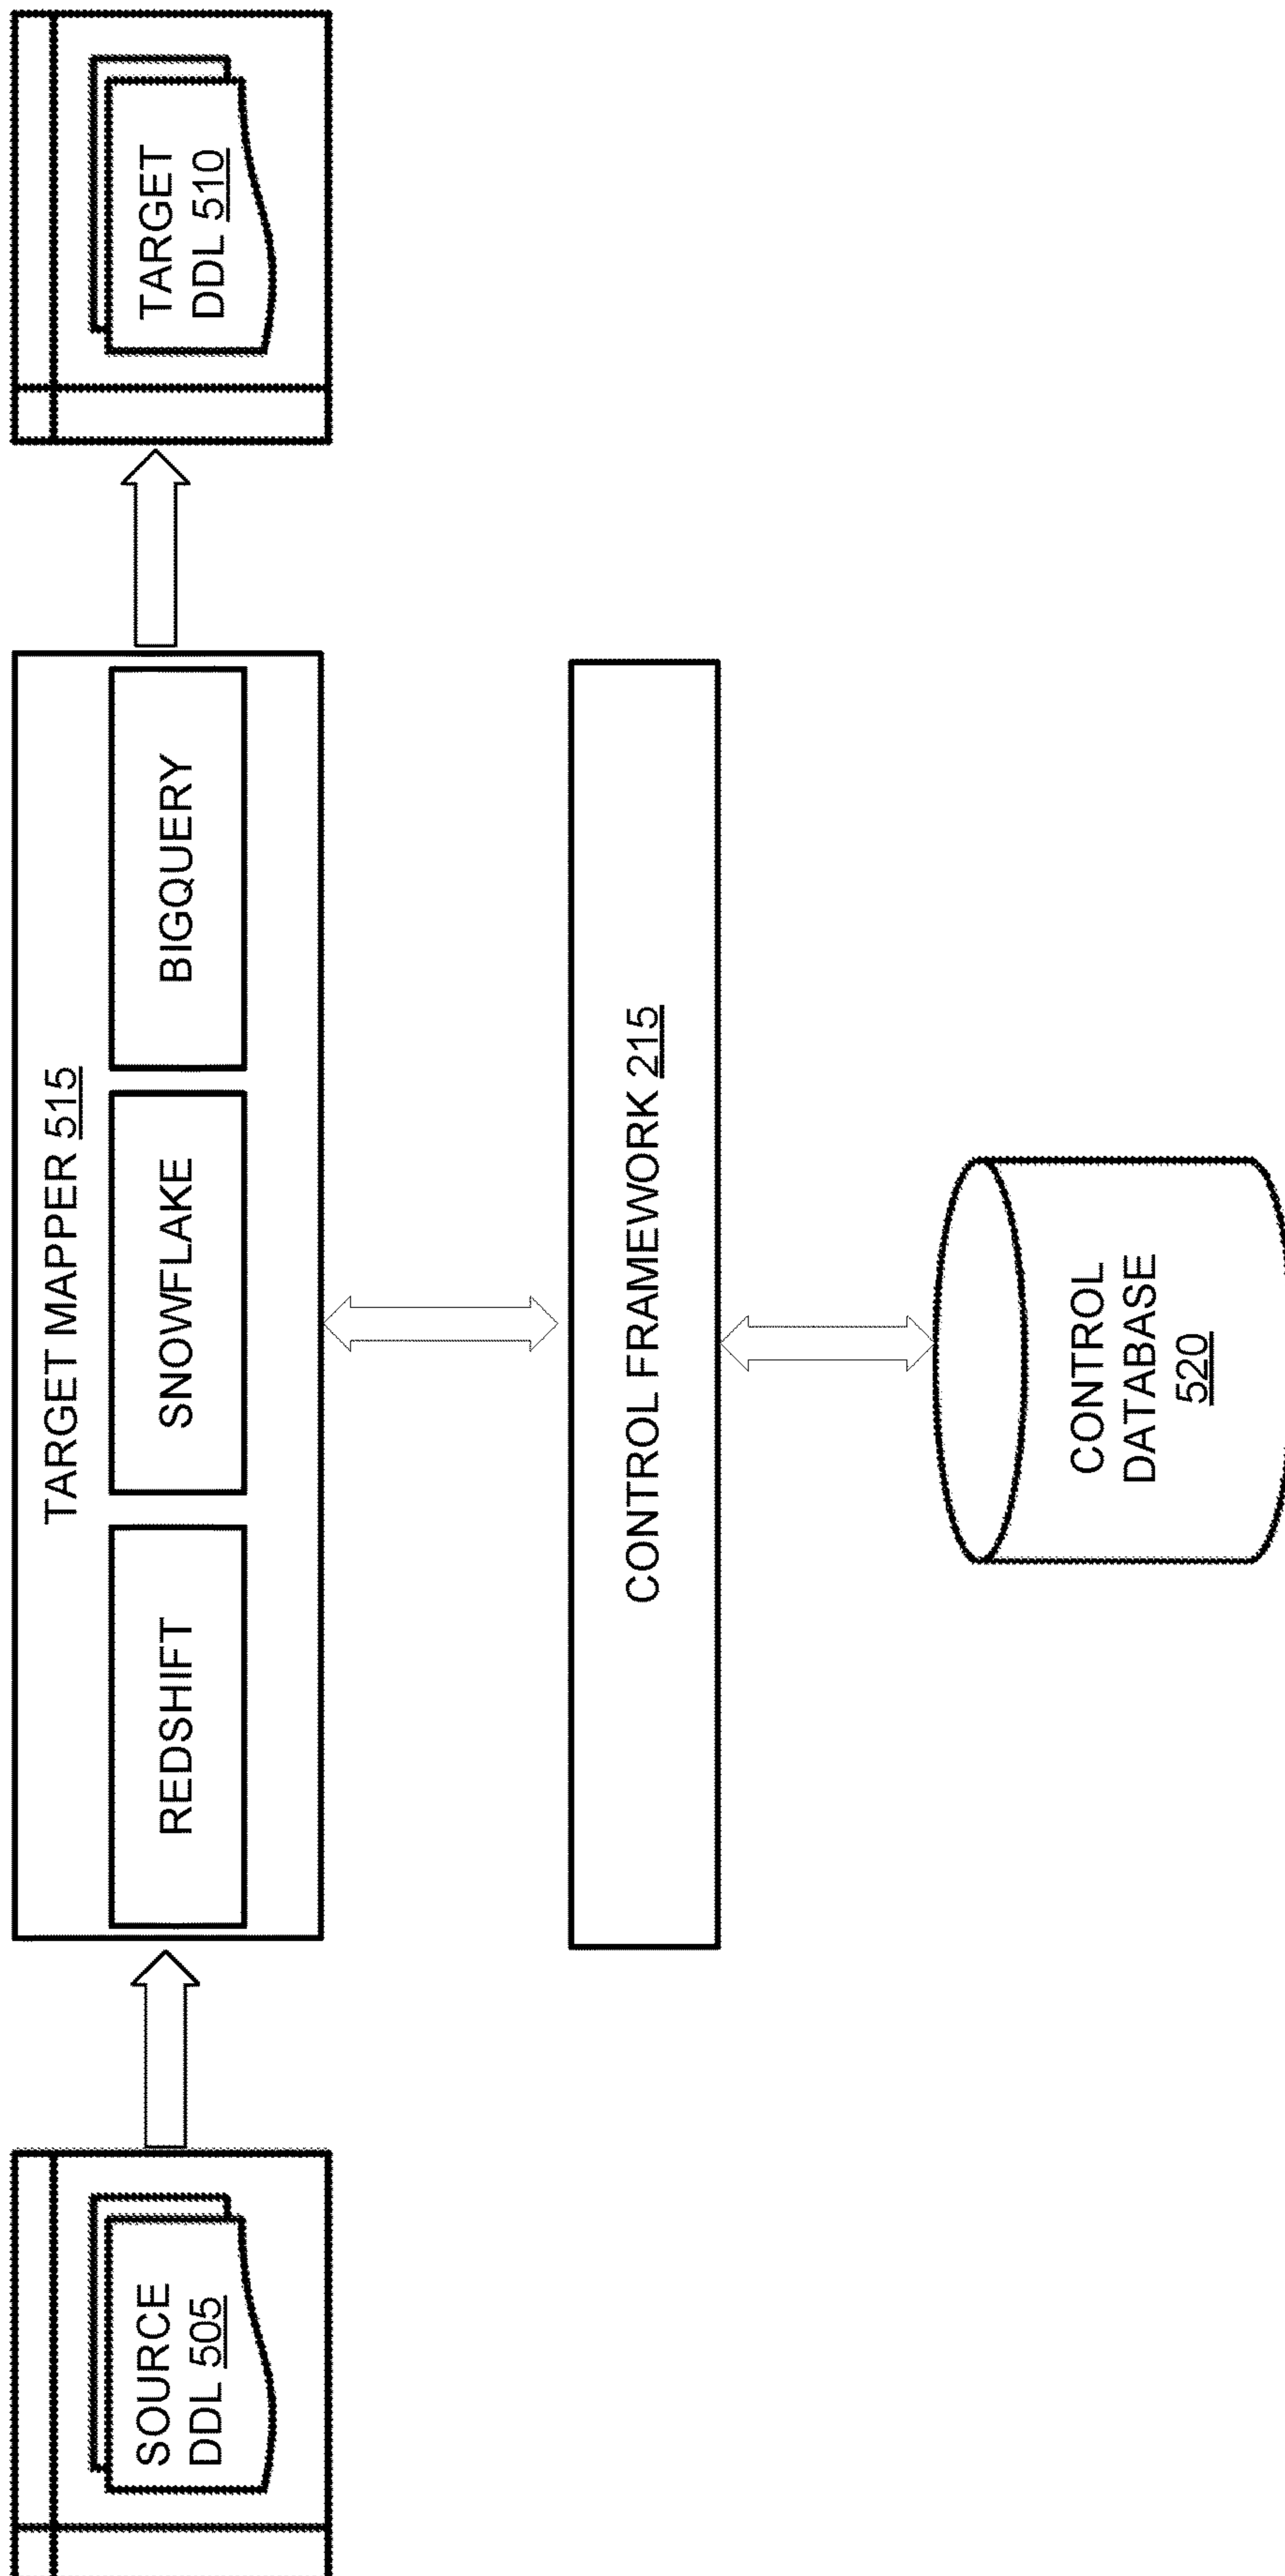 SOURCE
DDL 505
TARGET MAPPER 515
REDSHIFT
SNOWFLAKE
BIGQUERY
TARGET
DDL 510
CONTROL FRAMEWORK 215
CONTROL
DATABASE
520